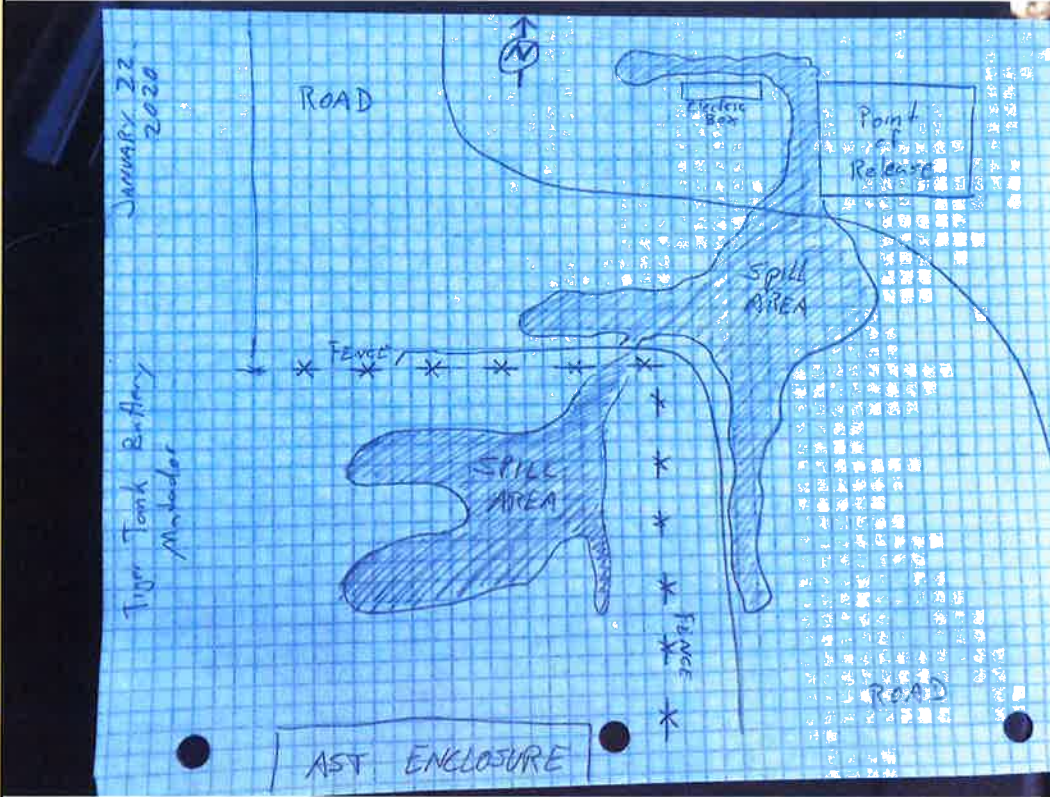 JANUARY 22
2020
Tiger Tank Battery
Matador
ROAD
N
Electric
Box
Point
of
Release
Spill
AREA
FENCE
SPILL
AREA
FENCE
ROAD
AST ENCLOSURE